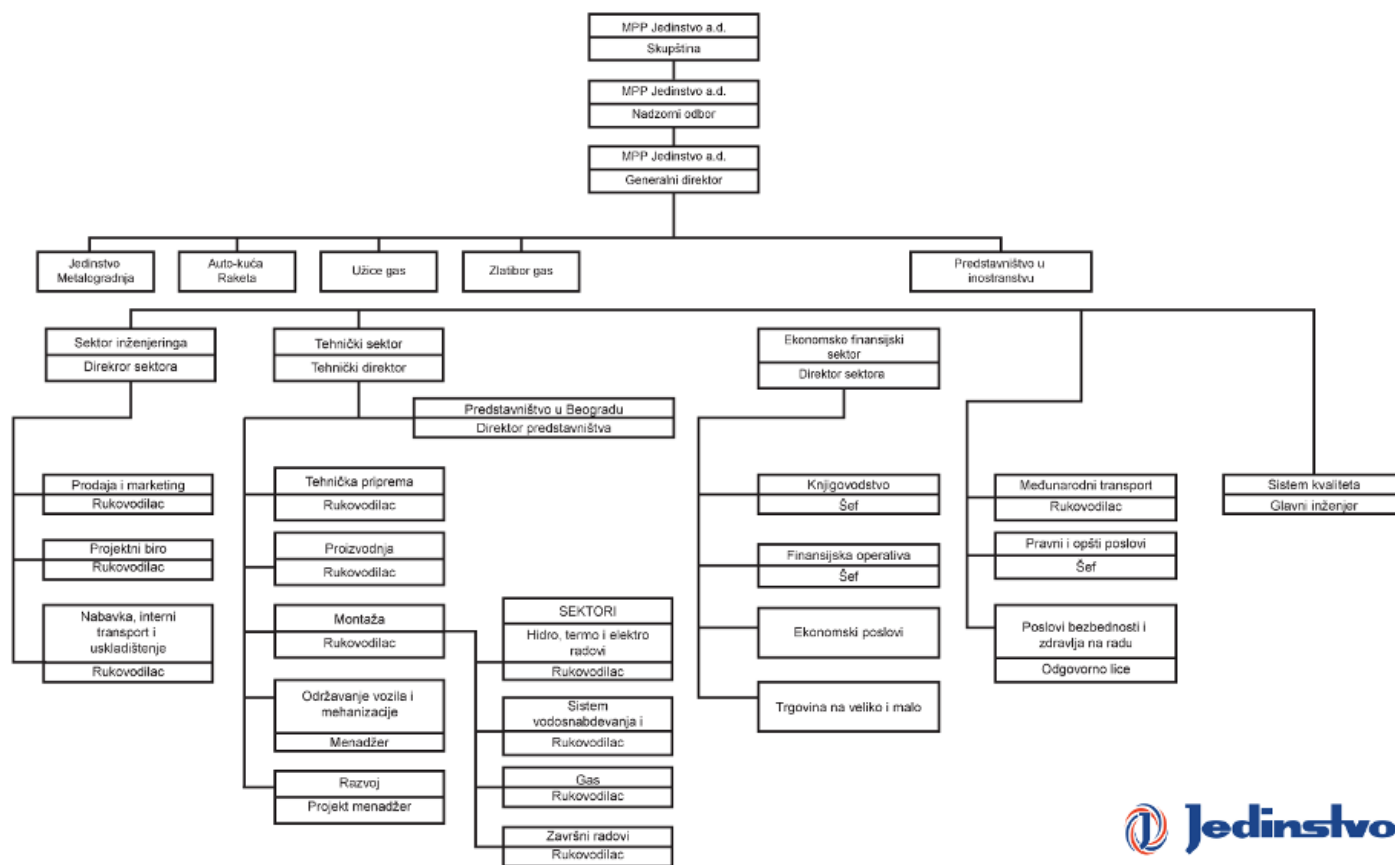 MPP Jedinstvo a.d.
Skupština
MPP Jedinstvo a.d.
Nadzorni odbor
MPP Jedinstvo a.d.
Generalni direktor
Jedinstvo
Metalogradnja
Auto-kuća
Raketa
Užice gas
Zlatibor gas
Predstavništvo u
inostranstvu
Sektor inženjeringa
Direkror sektora
Tehnički sektor
Tehnički direktor
Ekonomsko finansijski
sektor
Direktor sektora
Predstavništvo u Beogradu
Direktor predstavništva
Prodaja i marketing
Rukovodilac
Projektni biro
Rukovodilac
Nabavka, interni
transport i
uskladištenje
Rukovodilac
Tehnička priprema
Rukovodilac
Proizvodnja
Rukovodilac
Montaža
Rukovodilac
Održavanje vozila i
mehanizacije
Menadžer
Razvoj
Projekt menadžer
SEKTORI
Hidro, termo i elektro
radovi
Rukovodilac
Sistem
vodosnabdevanja i
Rukovodilac
Gas
Rukovodilac
Završni radovi
Rukovodilac
Knjigovodstvo
Šef
Finansijska operativa
Šef
Ekonomski poslovi
Trgovina na veliko i malo
Međunarodni transport
Rukovodilac
Pravni i opšti poslovi
Šef
Poslovi bezbednosti i
zdravlja na radu
Odgovorno lice
Sistem kvaliteta
Glavni inženjer
Jedinstvo